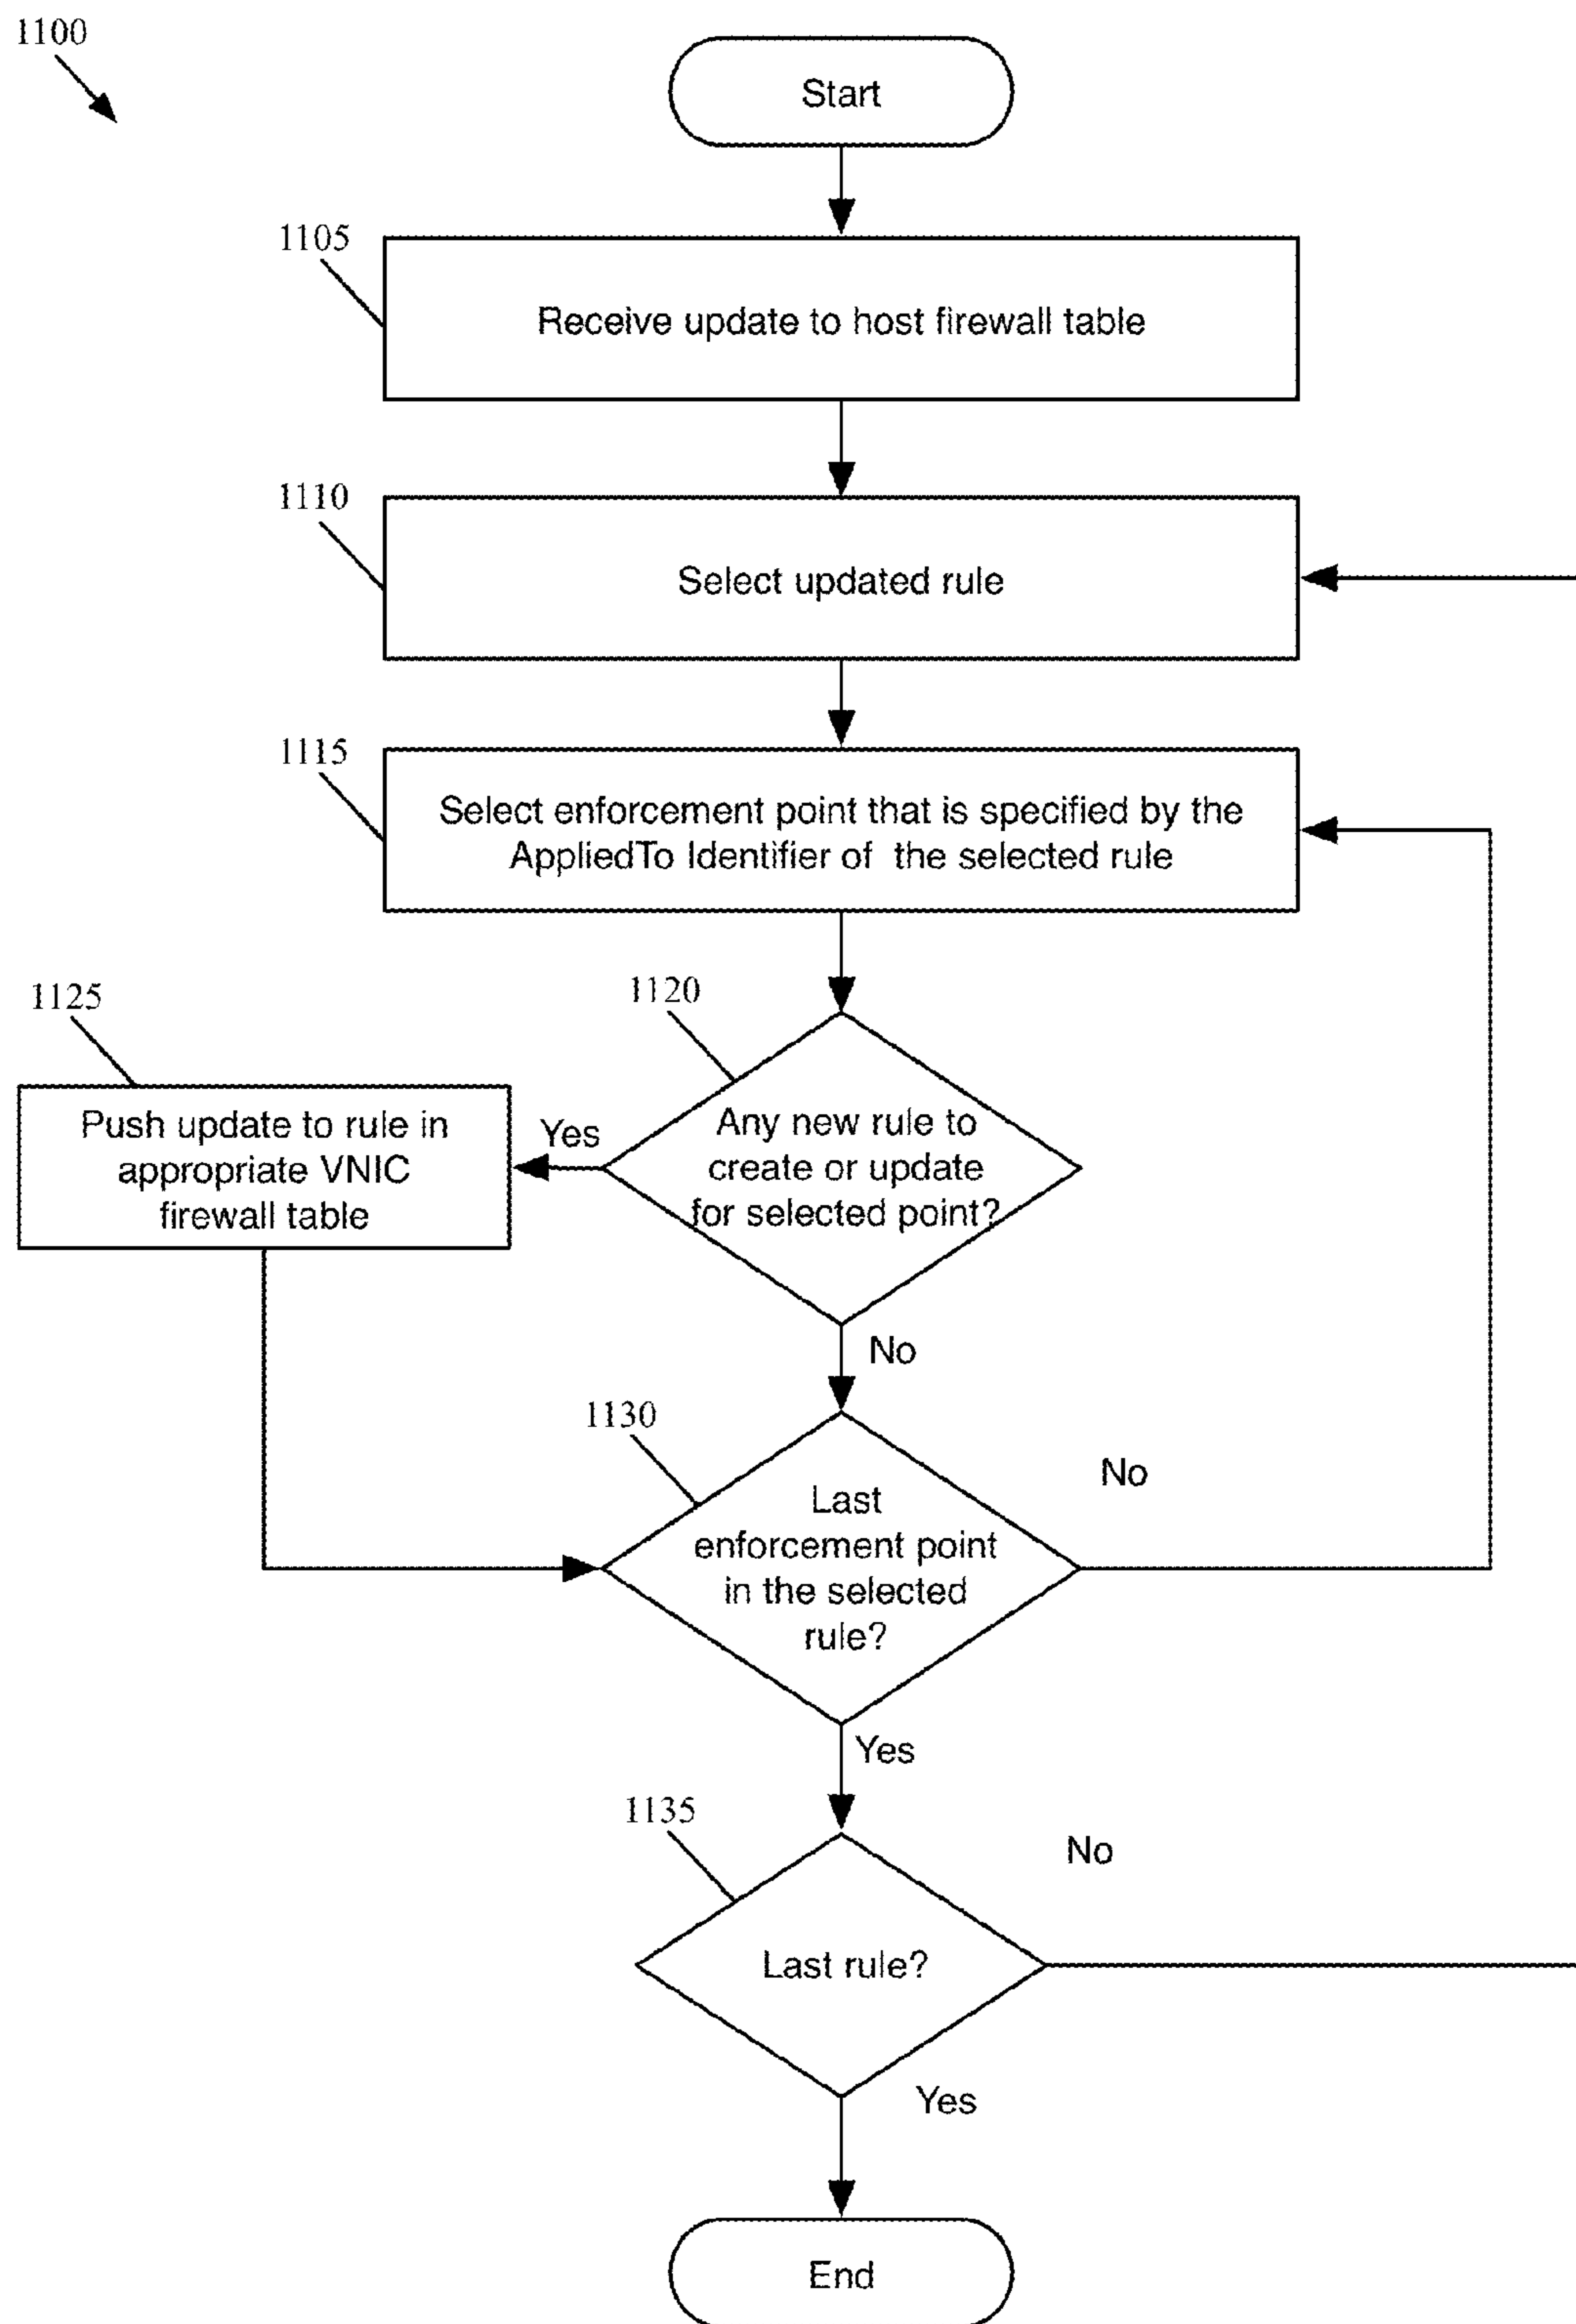 1100
Start
1105
Receive update to host firewall table
1110
Select updated rule
1115
Select enforcement point that is specified by the
AppliedTo Identifier of the selected rule
1120
1125
Any new rule to
create or update
for selected point?
Yes
Push update to rule in
appropriate VNIC
firewall table
No
1130
Last
enforcement point
in the selected
rule?
No
Yes
1135
Last rule?
No
Yes
End